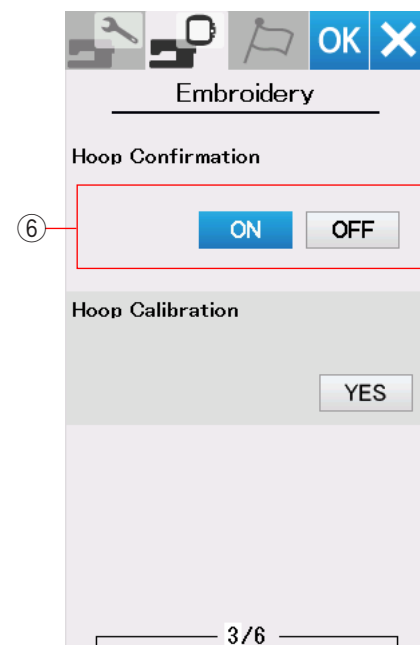 OK
Embroidery
Hoop Confirmation
⑥
ON OFF
Hoop Calibration
YES
3/6